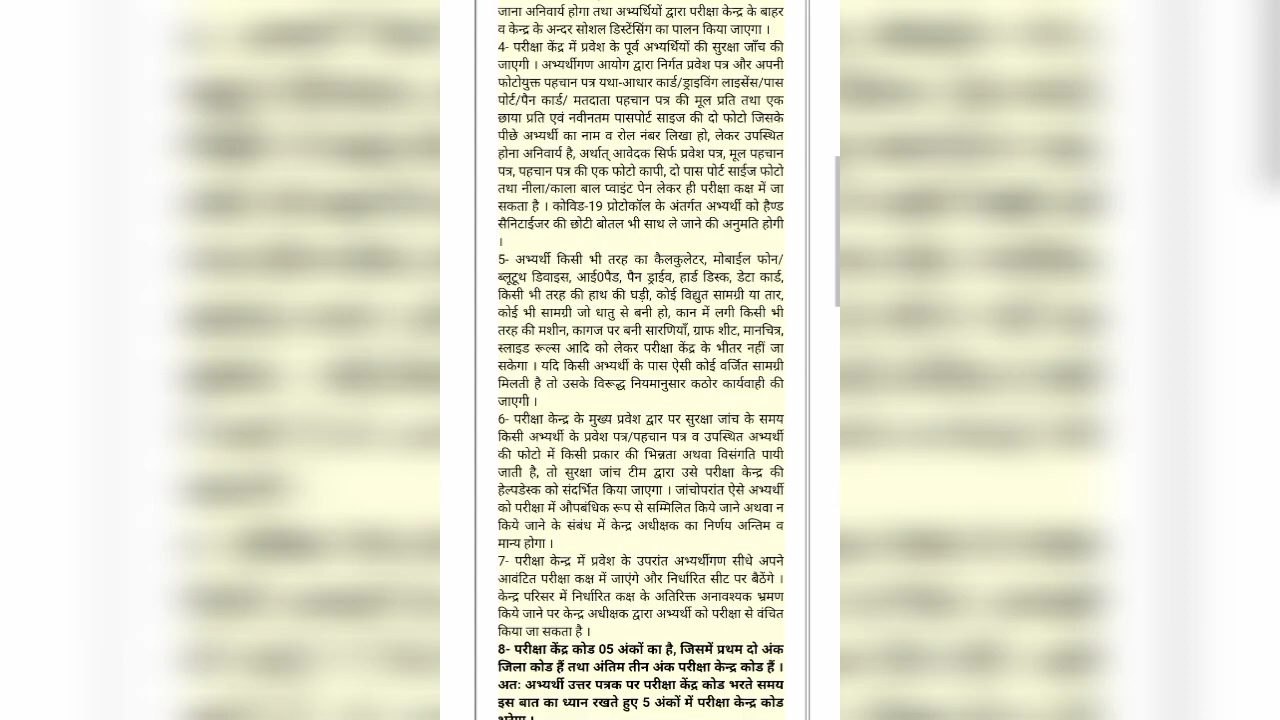 जाना अनिवार्य होगा तथा अभ्यर्थियों द्वारा परीक्षा केन्द्र के बाहर
व केन्द्र के अन्दर सोशल डिस्टेंसिंग का पालन किया जाएगा ।
4- परीक्षा केंद्र में प्रवेश के पूर्व अभ्यर्थियों की सुरक्षा जाँच की
जाएगी । अभ्यर्थीगण आयोग द्वारा निर्गत प्रवेश पत्र और अपनी
फोटोयुक्त पहचान पत्र यथा-आधार कार्ड/ड्राइविंग लाइसेंस/पास
पोर्ट/पैन कार्ड/ मतदाता पहचान पत्र की मूल प्रति तथा एक
छाया प्रति एवं नवीनतम पासपोर्ट साइज की दो फोटो जिसके
पीछे अभ्यर्थी का नाम व रोल नंबर लिखा हो, लेकर उपस्थित
होना अनिवार्य है, अर्थात् आवेदक सिर्फ प्रवेश पत्र, मूल पहचान
पत्र, पहचान पत्र की एक फोटो कापी, दो पास पोर्ट साईज फोटो
तथा नीला/काला बाल प्वाइंट पेन लेकर ही परीक्षा कक्ष में जा
सकता है । कोविड-19 प्रोटोकॉल के अंतर्गत अभ्यर्थी को हैण्ड
सैनिटाईजर की छोटी बोतल भी साथ ले जाने की अनुमति होगी
।
5- अभ्यर्थी किसी भी तरह का कैलकुलेटर, मोबाईल फोन/
ब्लूटूथ डिवाइस, आई0पैड, पैन ड्राईव, हार्ड डिस्क, डेटा कार्ड,
किसी भी तरह की हाथ की घड़ी, कोई विद्युत सामग्री या तार,
कोई भी सामग्री जो धातु से बनी हो, कान में लगी किसी भी
तरह की मशीन, कागज पर बनी सारणियाँ, ग्राफ शीट, मानचित्र,
स्लाइड रूल्स आदि को लेकर परीक्षा केंद्र के भीतर नहीं जा
सकेगा । यदि किसी अभ्यर्थी के पास ऐसी कोई वर्जित सामग्री
मिलती है तो उसके विरूद्ध नियमानुसार कठोर कार्यवाही की
जाएगी ।
6- परीक्षा केन्द्र के मुख्य प्रवेश द्वार पर सुरक्षा जांच के समय
किसी अभ्यर्थी के प्रवेश पत्र/पहचान पत्र व उपस्थित अभ्यर्थी
की फोटो में किसी प्रकार की भिन्नता अथवा विसंगति पायी
जाती है, तो सुरक्षा जांच टीम द्वारा उसे परीक्षा केन्द्र की
हेल्पडेस्क को संदर्भित किया जाएगा । जांचोपरांत ऐसे अभ्यर्थी
को परीक्षा में औपबंधिक रूप से सम्मिलित किये जाने अथवा न
किये जाने के संबंध में केन्द्र अधीक्षक का निर्णय अन्तिम व
मान्य होगा ।
7- परीक्षा केन्द्र में प्रवेश के उपरांत अभ्यर्थीगण सीधे अपने
आवंटित परीक्षा कक्ष में जाएंगे और निर्धारित सीट पर बैठेंगे ।
केन्द्र परिसर में निर्धारित कक्ष के अतिरिक्त अनावश्यक भ्रमण
किये जाने पर केन्द्र अधीक्षक द्वारा अभ्यर्थी को परीक्षा से वंचित
किया जा सकता है ।
8- परीक्षा केंद्र कोड 05 अंकों का है, जिसमें प्रथम दो अंक
जिला कोड हैं तथा अंतिम तीन अंक परीक्षा केन्द्र कोड हैं ।
अतः अभ्यर्थी उत्तर पत्रक पर परीक्षा केंद्र कोड भरते समय
इस बात का ध्यान रखते हुए 5 अंकों में परीक्षा केन्द्र कोड